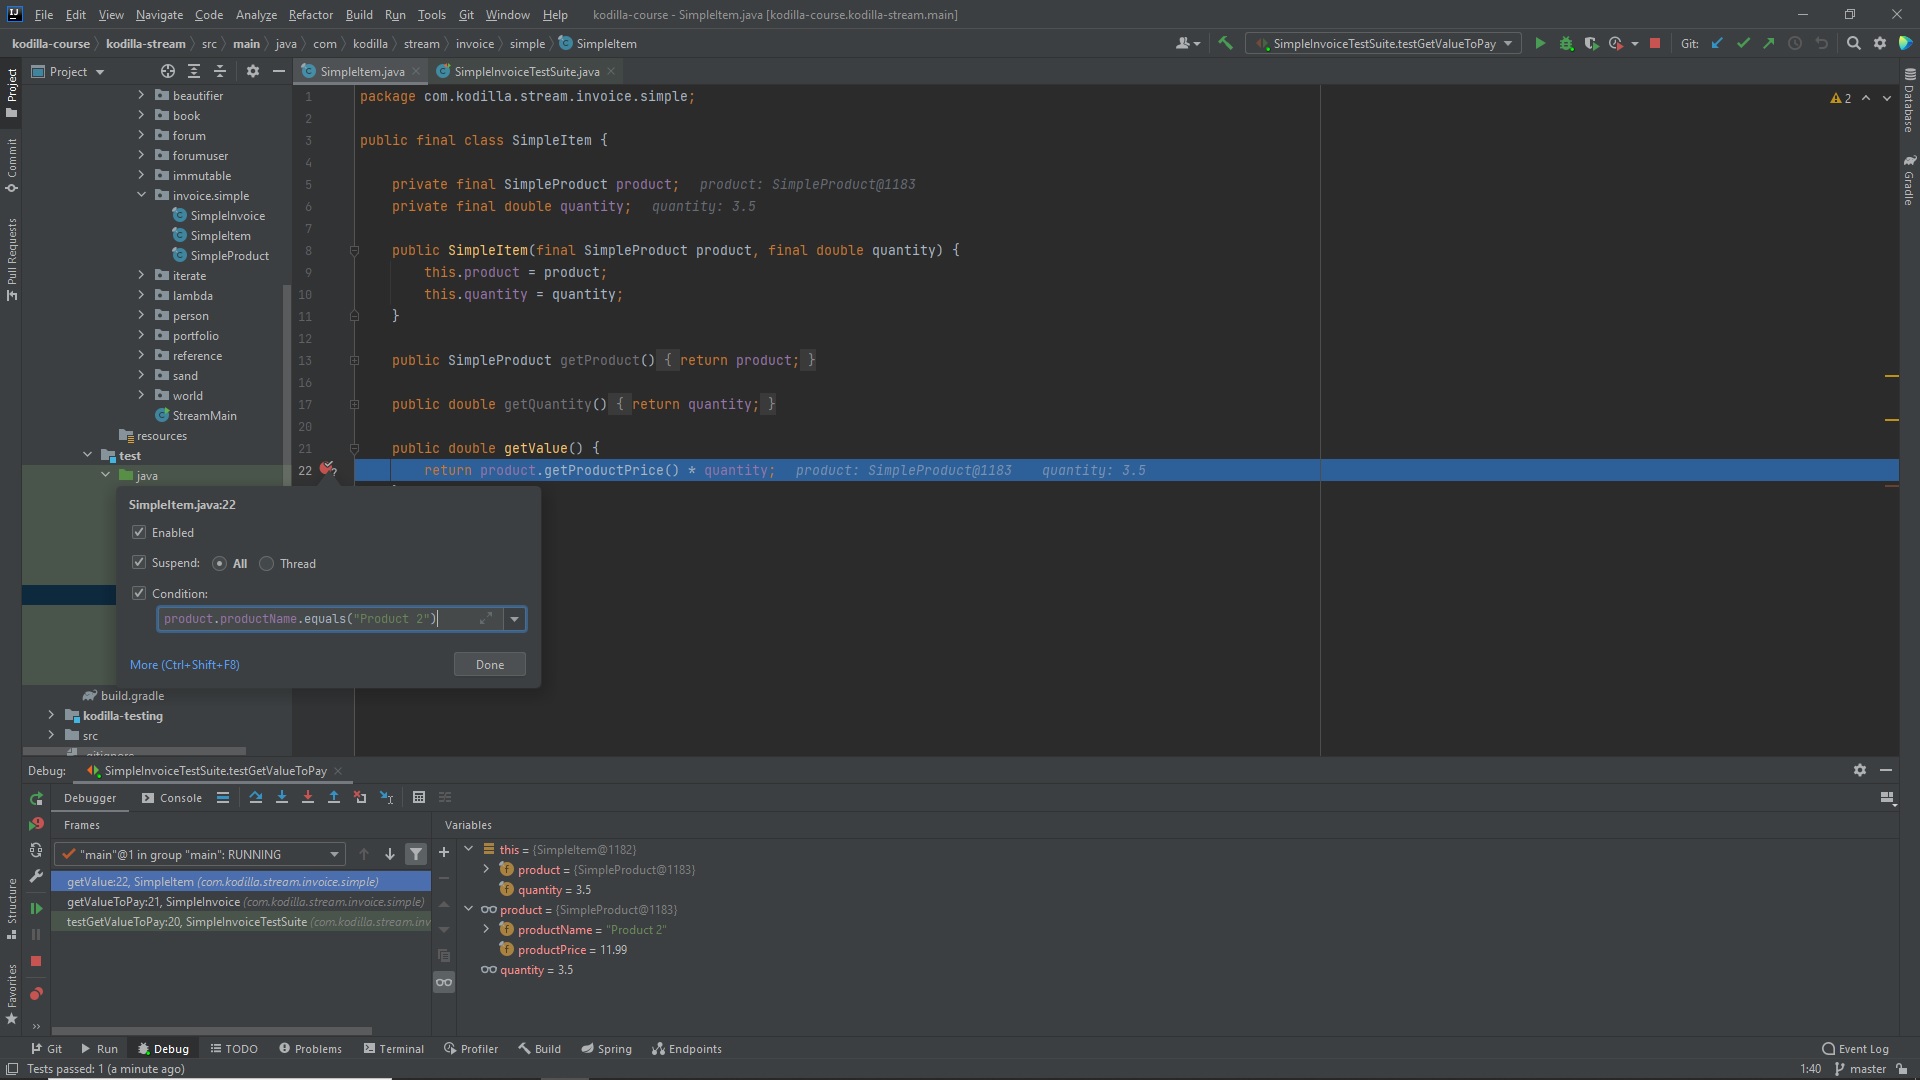 File Edit View Navigate Code Analyze Refactor Build Run Tools Git Window Help kodilla-course - SimpleItem.java [kodilla-course.kodilla-stream.main]
kodilla-course kodilla-stream src main java com kodilla stream invoice simple SimpleItem SimpleInvoiceTestSuite.testGetValueToPay Git:
Project SimpleItem.java SimpleInvoiceTestSuite.java
Project
Commit
Pull Requests
Structure
Favorites
Database
Gradle
beautifier
book
forum
forumuser
immutable
invoice.simple
SimpleInvoice
SimpleItem
SimpleProduct
iterate
lambda
person
portfolio
reference
sand
world
StreamMain
resources
test
java
build.gradle
kodilla-testing
src
.gitignore
2
1 package com.kodilla.stream.invoice.simple;
2
3 public final class SimpleItem {
4
5 private final SimpleProduct product; product: SimpleProduct@1183
6 private final double quantity; quantity: 3.5
7
8 public SimpleItem(final SimpleProduct product, final double quantity) {
9 this.product = product;
10 this.quantity = quantity;
11 }
12
13 public SimpleProduct getProduct() { return product; }
16
17 public double getQuantity() { return quantity; }
20
21 public double getValue() {
22 return product.getProductPrice() * quantity; product: SimpleProduct@1183 quantity: 3.5
SimpleItem.java:22
Enabled
Suspend: All Thread
Condition:
product.productName.equals("Product 2")
More (Ctrl+Shift+F8) Done
Debug: SimpleInvoiceTestSuite.testGetValueToPay
Debugger Console
Frames
"main"@1 in group "main": RUNNING
getValue:22, SimpleItem (com.kodilla.stream.invoice.simple)
getValueToPay:21, SimpleInvoice (com.kodilla.stream.invoice.simple)
testGetValueToPay:20, SimpleInvoiceTestSuite (com.kodilla.stream.inv
Variables
this = {SimpleItem@1182}
product = {SimpleProduct@1183}
quantity = 3.5
product = {SimpleProduct@1183}
productName = "Product 2"
productPrice = 11.99
quantity = 3.5
Git Run Debug TODO Problems Terminal Profiler Build Spring Endpoints Event Log
Tests passed: 1 (a minute ago) 1:40 master